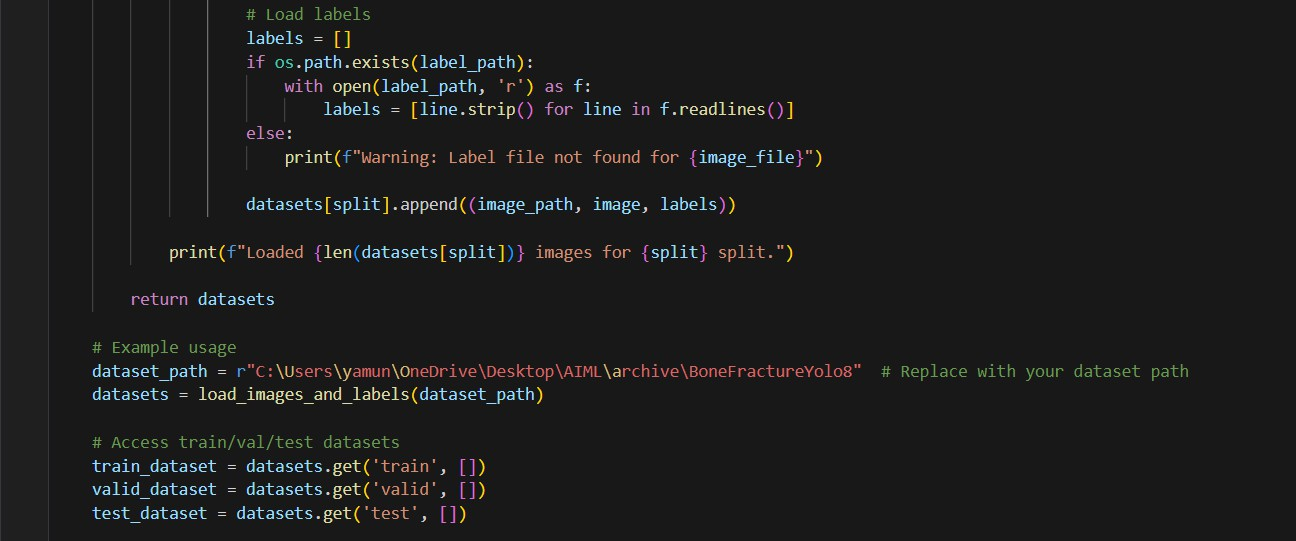 # Load labels
labels = []
if os.path.exists(label_path):
with open(label_path, 'r') as f:
labels = [line.strip() for line in f.readlines()]
else:
print(f"Warning: Label file not found for {image_file}")
datasets[split].append((image_path, image, labels))
print(f"Loaded {len(datasets[split])} images for {split} split.")
return datasets
# Example usage
dataset_path = r"C:\Users\yamun\OneDrive\Desktop\AIML\archive\BoneFractureYolo8"  # Replace with your dataset path
datasets = load_images_and_labels(dataset_path)
# Access train/val/test datasets
train_dataset = datasets.get('train', [])
valid_dataset = datasets.get('valid', [])
test_dataset = datasets.get('test', [])